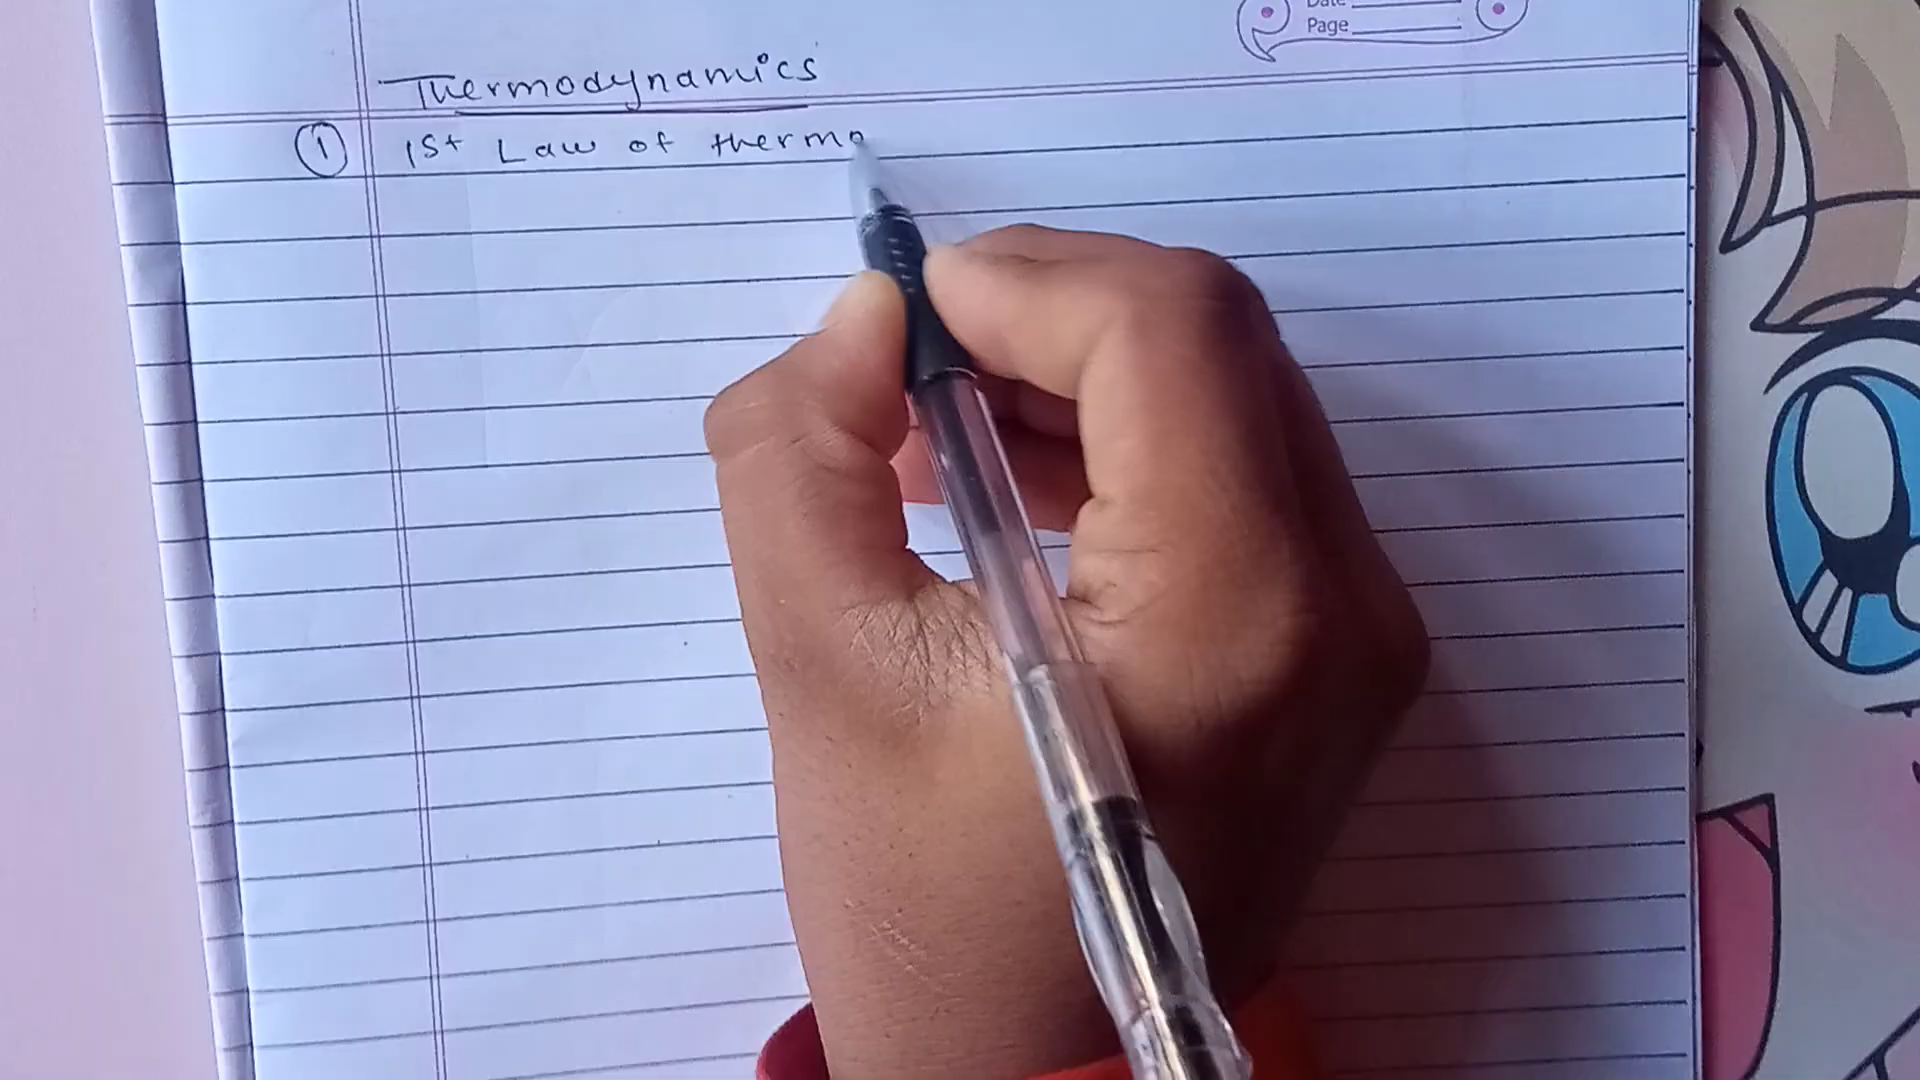 Date
Page
Thermodynamics
① 1st Law of thermo